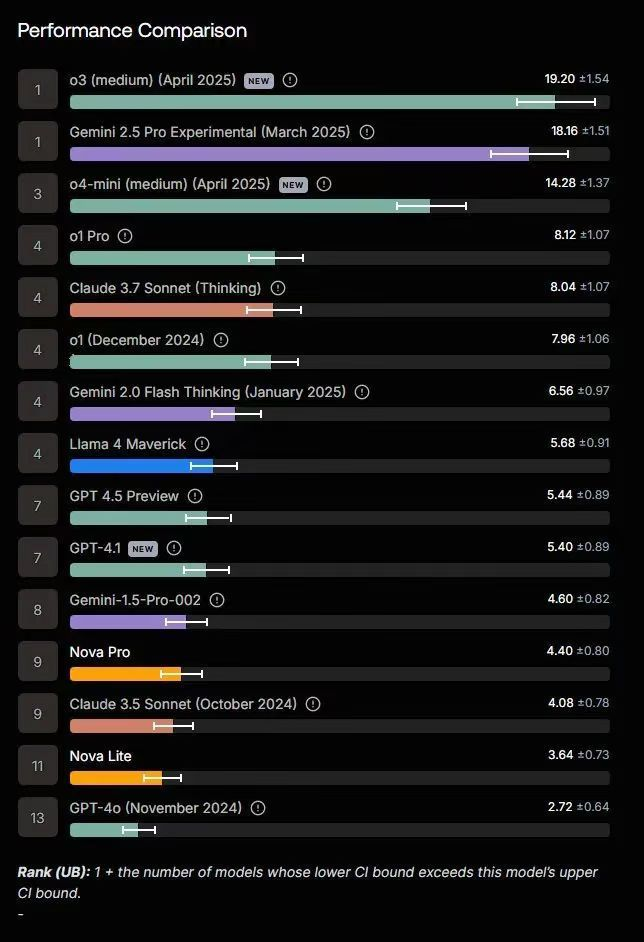 Performance Comparison
1
o3 (medium) (April 2025) NEW
19.20 ±1.54
1
Gemini 2.5 Pro Experimental (March 2025)
18.16 ±1.51
3
o4-mini (medium) (April 2025) NEW
14.28 ±1.37
4
o1 Pro
8.12 ±1.07
4
Claude 3.7 Sonnet (Thinking)
8.04 ±1.07
4
o1 (December 2024)
7.96 ±1.06
4
Gemini 2.0 Flash Thinking (January 2025)
6.56 ±0.97
4
Llama 4 Maverick
5.68 ±0.91
7
GPT 4.5 Preview
5.44 ±0.89
7
GPT-4.1 NEW
5.40 ±0.89
8
Gemini-1.5-Pro-002
4.60 ±0.82
9
Nova Pro
4.40 ±0.80
9
Claude 3.5 Sonnet (October 2024)
4.08 ±0.78
11
Nova Lite
3.64 ±0.73
13
GPT-4o (November 2024)
2.72 ±0.64
Rank (UB): 1 + the number of models whose lower CI bound exceeds this model's upper
CI bound.
-